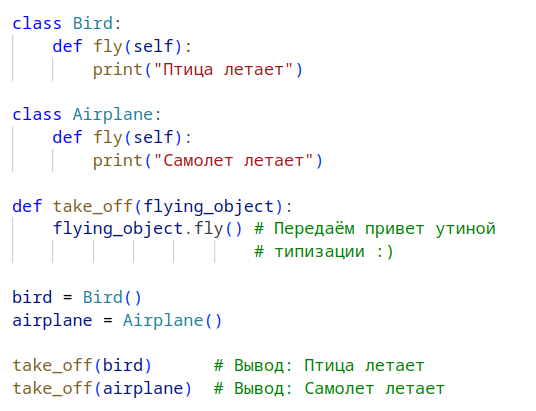 class Bird:
    def fly(self):
        print("Птица летает")

class Airplane:
    def fly(self):
        print("Самолет летает")

def take_off(flying_object):
    flying_object.fly() # Передаём привет утиной
                        # типизации :)

bird = Bird()
airplane = Airplane()

take_off(bird)      # Вывод: Птица летает
take_off(airplane)  # Вывод: Самолет летает